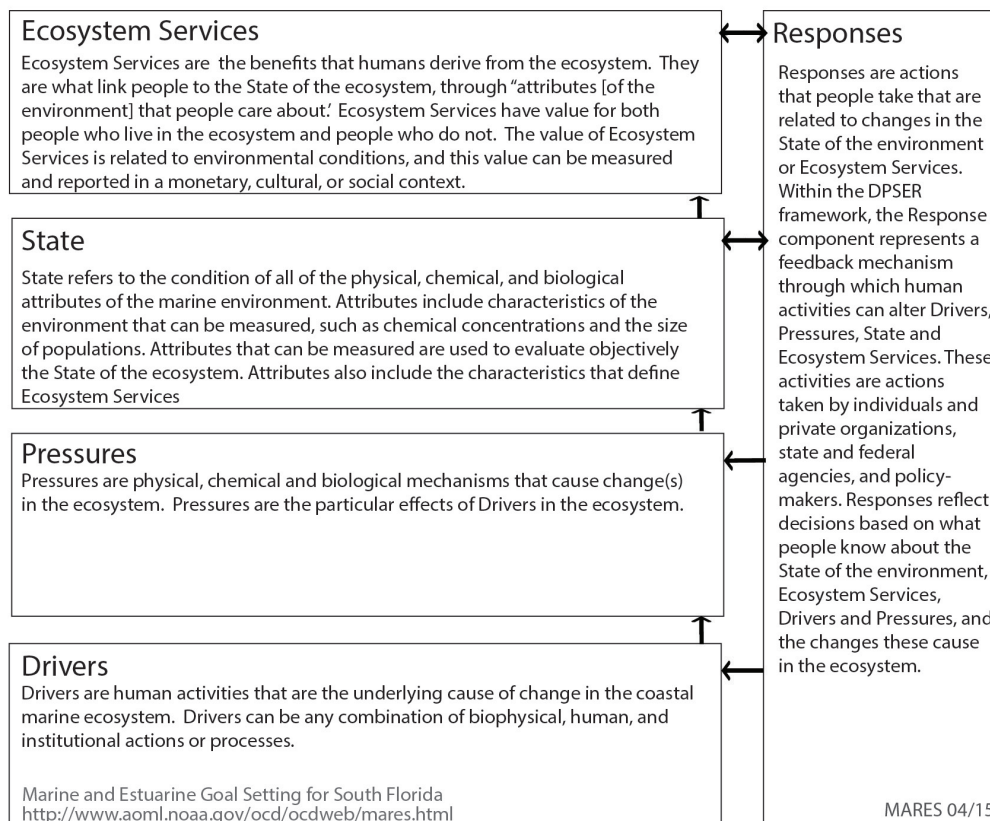 Ecosystem Services
Ecosystem Services are  the benefits that humans derive from the ecosystem.  They
are what link people to the State of the ecosystem, through “attributes [of the
environment] that people care about.’  Ecosystem Services have value for both
people who live in the ecosystem and people who do not.  The value of Ecosystem
Services is related to environmental conditions, and this value can be measured
and reported in a monetary, cultural, or social context.
State
State refers to the condition of all of the physical, chemical, and biological
attributes of the marine environment. Attributes include characteristics of the
environment that can be measured, such as chemical concentrations and the size
of populations. Attributes that can be measured are used to evaluate objectively
the State of the ecosystem. Attributes also include the characteristics that define
Ecosystem Services
Pressures
Pressures are physical, chemical and biological mechanisms that cause change(s)
in the ecosystem.  Pressures are the particular effects of Drivers in the ecosystem.
Drivers
Drivers are human activities that are the underlying cause of change in the coastal
marine ecosystem.  Drivers can be any combination of biophysical, human, and
institutional actions or processes.
Marine and Estuarine Goal Setting for South Florida
http://www.aoml.noaa.gov/ocd/ocdweb/mares.html
Responses
Responses are actions
that people take that are
related to changes in the
State of the environment
or Ecosystem Services.
Within the DPSER
framework, the Response
component represents a
feedback mechanism
through which human
activities can alter Drivers,
Pressures, State and
Ecosystem Services. These
activities are actions
taken by individuals and
private organizations,
state and federal
agencies, and policy-
makers. Responses reflect
decisions based on what
people know about the
State of the environment,
Ecosystem Services,
Drivers and Pressures, and
the changes these cause
in the ecosystem.
MARES 04/15